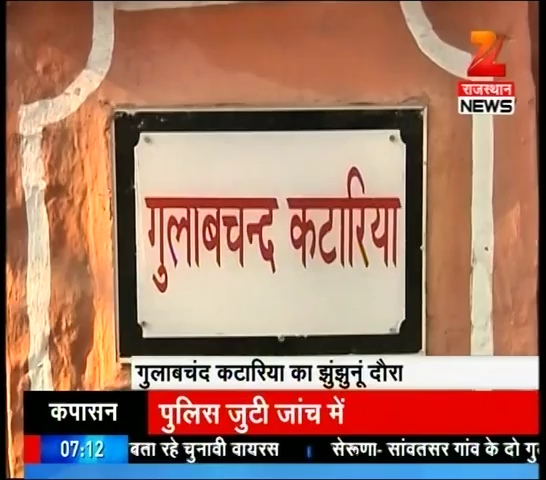 Z
राजस्थान
NEWS
गुलाबचन्द कटारिया
गुलाबचंद कटारिया का झुंझुनूं दौरा
कपासन
पुलिस जुटी जांच में
07:12
बता रहे चुनावी वायरस
सेरूणा- सांवतसर गांव के दो